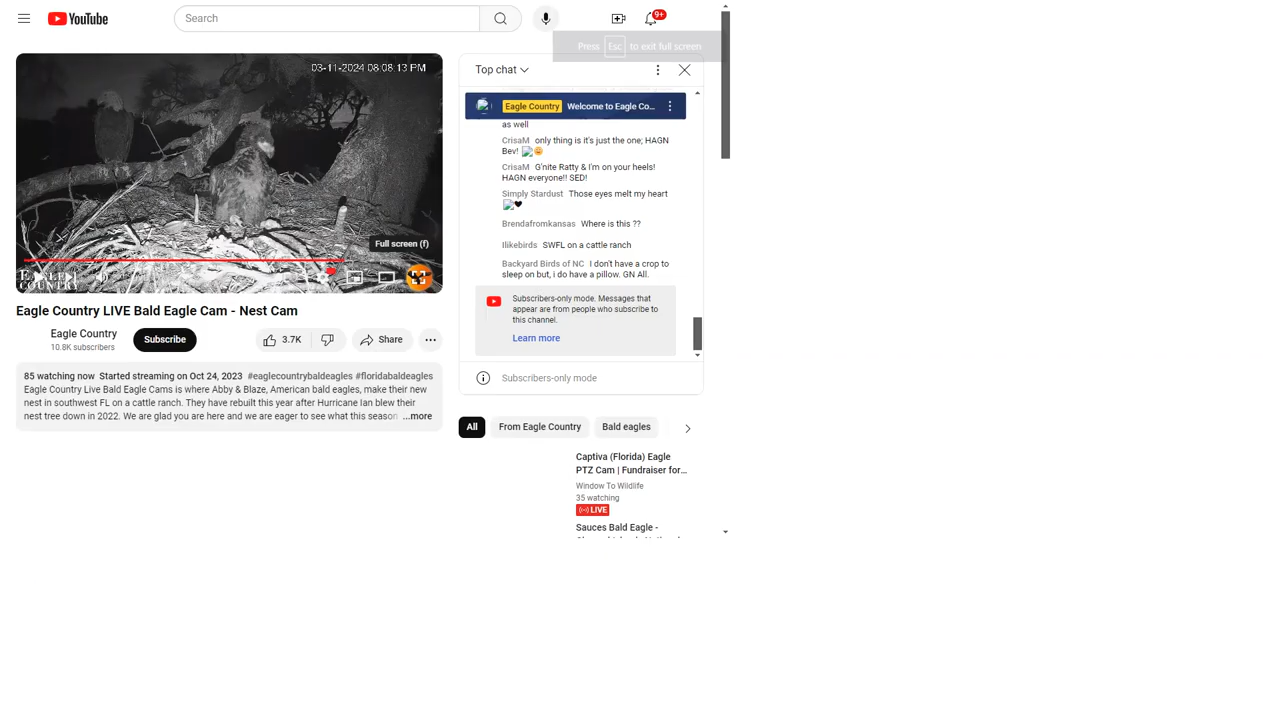 YouTube
Search
9+
Press Esc to exit full screen
03-11-2024 08:08:13 PM
Full screen (f)
EAGLE
COUNTRY
Eagle Country LIVE Bald Eagle Cam - Nest Cam
Eagle Country
10.8K subscribers
Subscribe
3.7K
Share
85 watching now Started streaming on Oct 24, 2023 #eaglecountrybaldeagles #floridabaldeagles
Eagle Country Live Bald Eagle Cams is where Abby & Blaze, American bald eagles, make their new
nest in southwest FL on a cattle ranch. They have rebuilt this year after Hurricane Ian blew their
nest tree down in 2022. We are glad you are here and we are eager to see what this season ...more
Top chat
Eagle Country Welcome to Eagle Co...
as well
CrisaM only thing is it's just the one; HAGN
Bev!
CrisaM G'nite Ratty & I'm on your heels!
HAGN everyone!! SED!
Simply Stardust Those eyes melt my heart
Brendafromkansas Where is this ??
Ilikebirds SWFL on a cattle ranch
Backyard Birds of NC I don't have a crop to
sleep on but, i do have a pillow. GN All.
Subscribers-only mode. Messages that
appear are from people who subscribe to
this channel.
Learn more
Subscribers-only mode
All
From Eagle Country
Bald eagles
Captiva (Florida) Eagle
PTZ Cam | Fundraiser for...
Window To Wildlife
35 watching
LIVE
Sauces Bald Eagle -